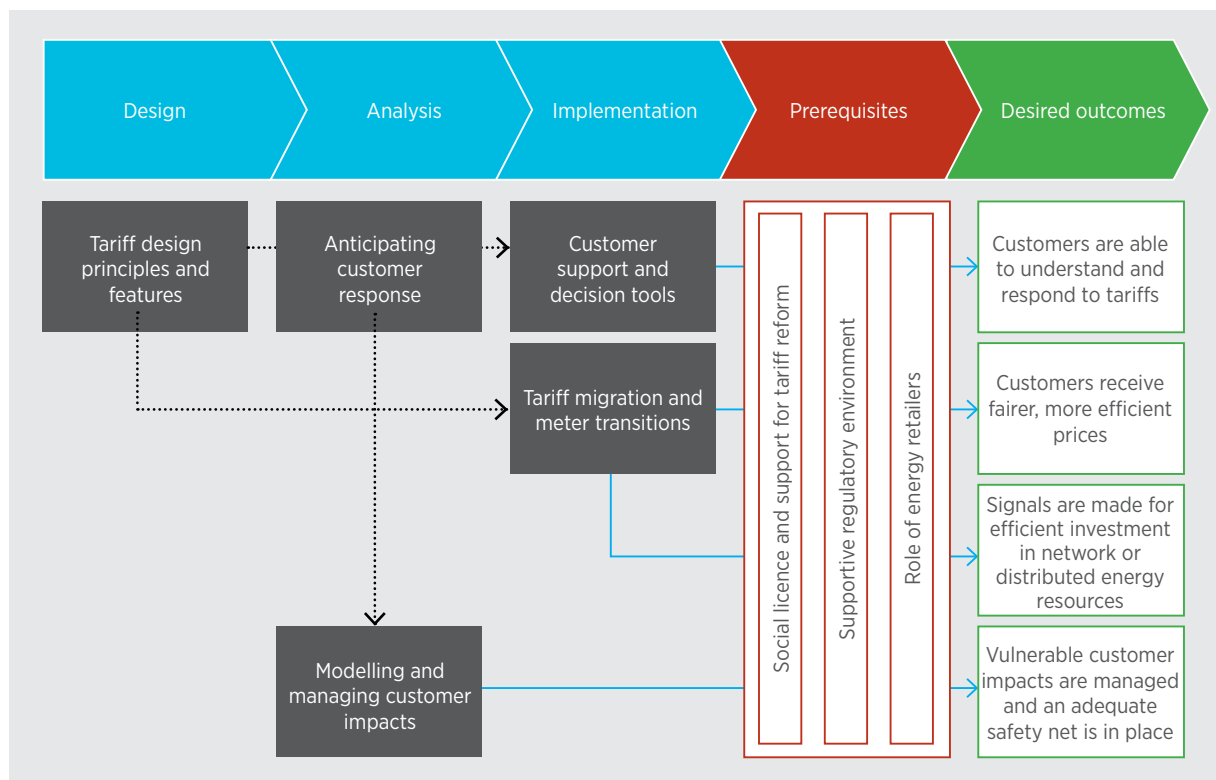 Design
Analysis
Implementation
Prerequisites
Desired outcomes
Tariff design
principles and
features
Anticipating
customer
response
Customer
support and
decision tools
Tariff migration and
meter transitions
Modelling and
managing customer
impacts
Social licence and support for tariff reform
Supportive regulatory environment
Role of energy retailers
Customers are able
to understand and
respond to tariffs
Customers receive
fairer, more efficient
prices
Signals are made for
efficient investment
in network or
distributed energy
resources
Vulnerable customer
impacts are managed
and an adequate
safety net is in place